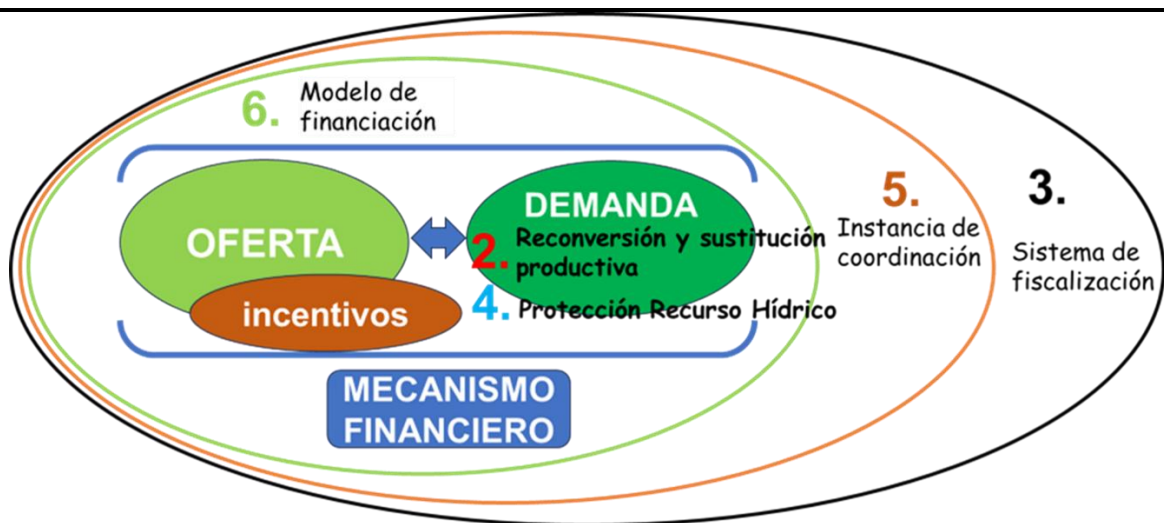 6. Modelo de
financiación
OFERTA
incentivos
DEMANDA
2. Reconversión y sustitución
productiva
4. Protección Recurso Hídrico
MECANISMO
FINANCIERO
5.
Instancia de
coordinación
3.
Sistema de
fiscalización